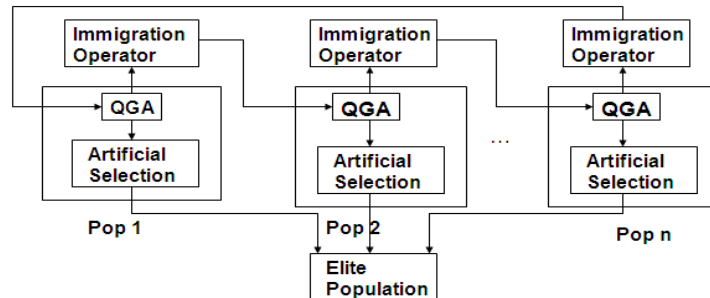 Immigration
Operator
Immigration
Operator
Immigration
Operator
QGA
QGA
QGA
...
Artificial
Selection
Artificial
Selection
Artificial
Selection
Pop 1
Pop 2
Pop n
Elite
Population